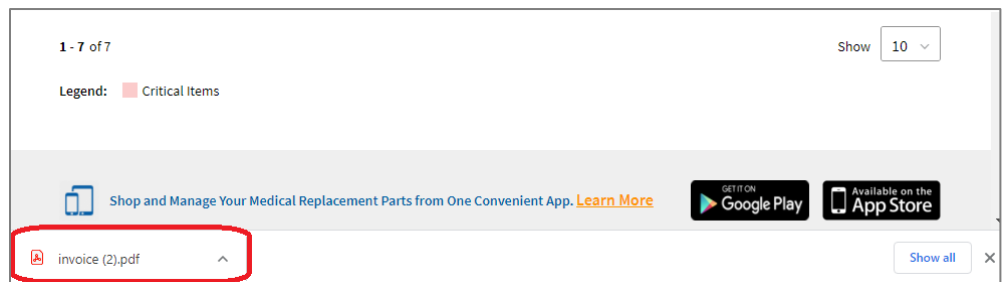 1 - 7 of 7
Show 10
Legend: Critical Items
Shop and Manage Your Medical Replacement Parts from One Convenient App. Learn More
GET IT ON
Google Play
Available on the
App Store
invoice (2).pdf
Show all